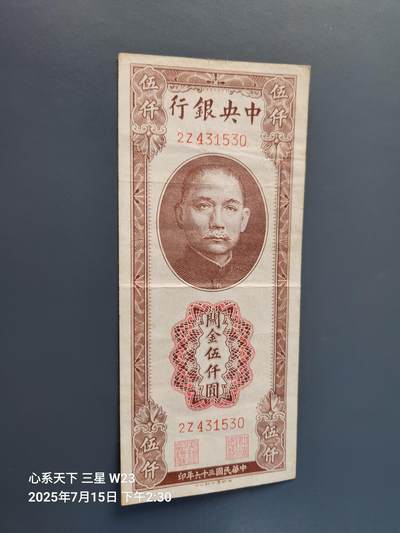 伍仟 伍仟
行銀央中
2Z431530
關金伍仟圓
2Z431530
伍仟 伍仟
印年六十三國民華中
心系天下 三星 W23
2025年7月15日 下午2:30